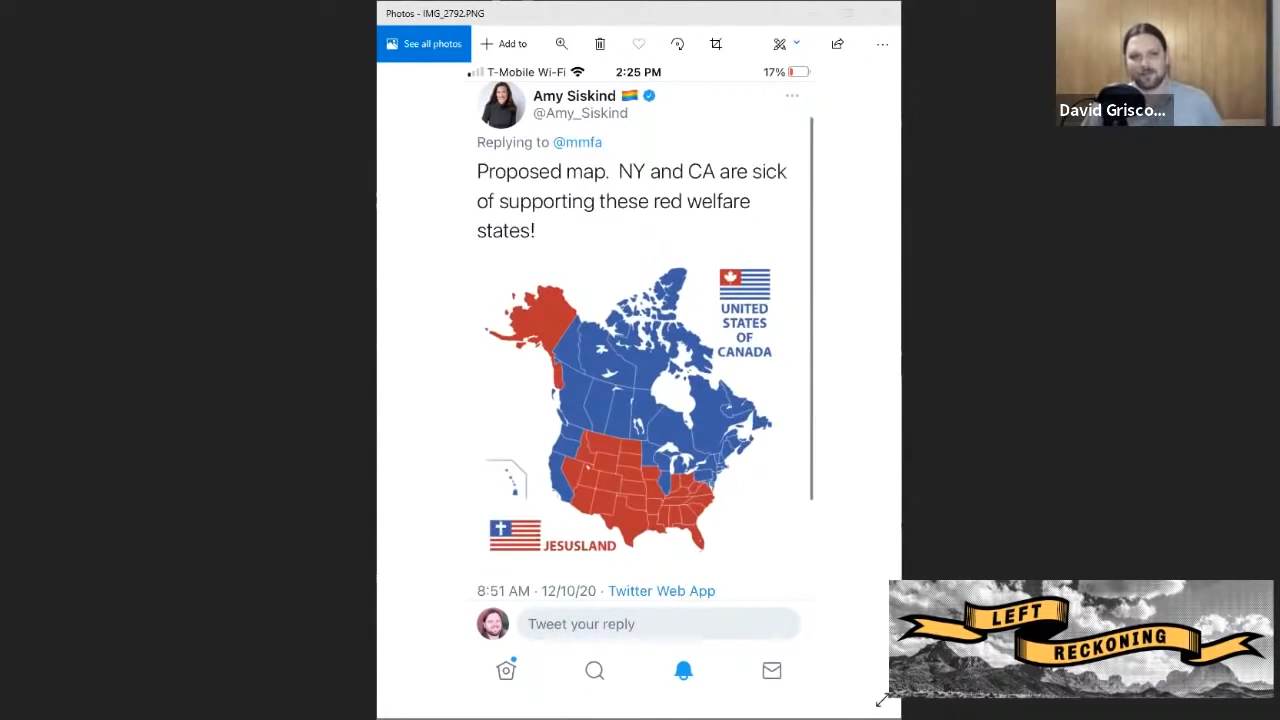 Photos - IMG_2792.PNG
See all photos
Add to
T-Mobile Wi-Fi
2:25 PM
17%
Amy Siskind
@Amy_Siskind
Replying to @mmfa
Proposed map. NY and CA are sick
of supporting these red welfare
states!
UNITED
STATES
OF
CANADA
JESUSLAND
8:51 AM · 12/10/20 · Twitter Web App
Tweet your reply
David Grisco...
LEFT
RECKONING